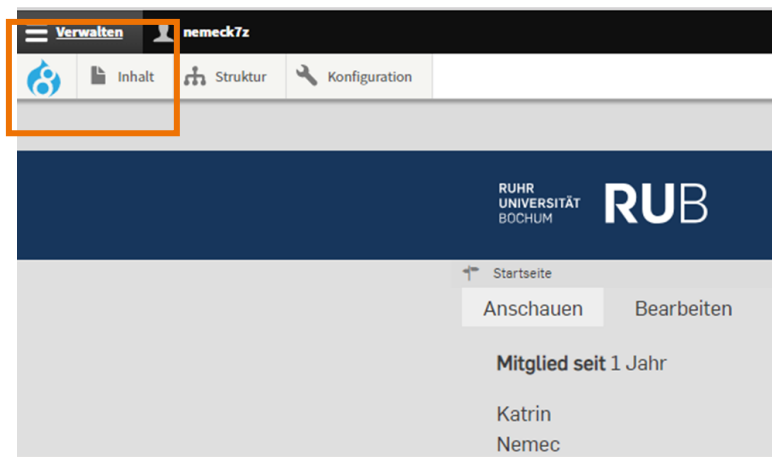 Verwalten nemeck7z
Inhalt Struktur Konfiguration
RUHR
UNIVERSITÄT
BOCHUM
RUB
Startseite
Anschauen Bearbeiten
Mitglied seit 1 Jahr
Katrin
Nemec